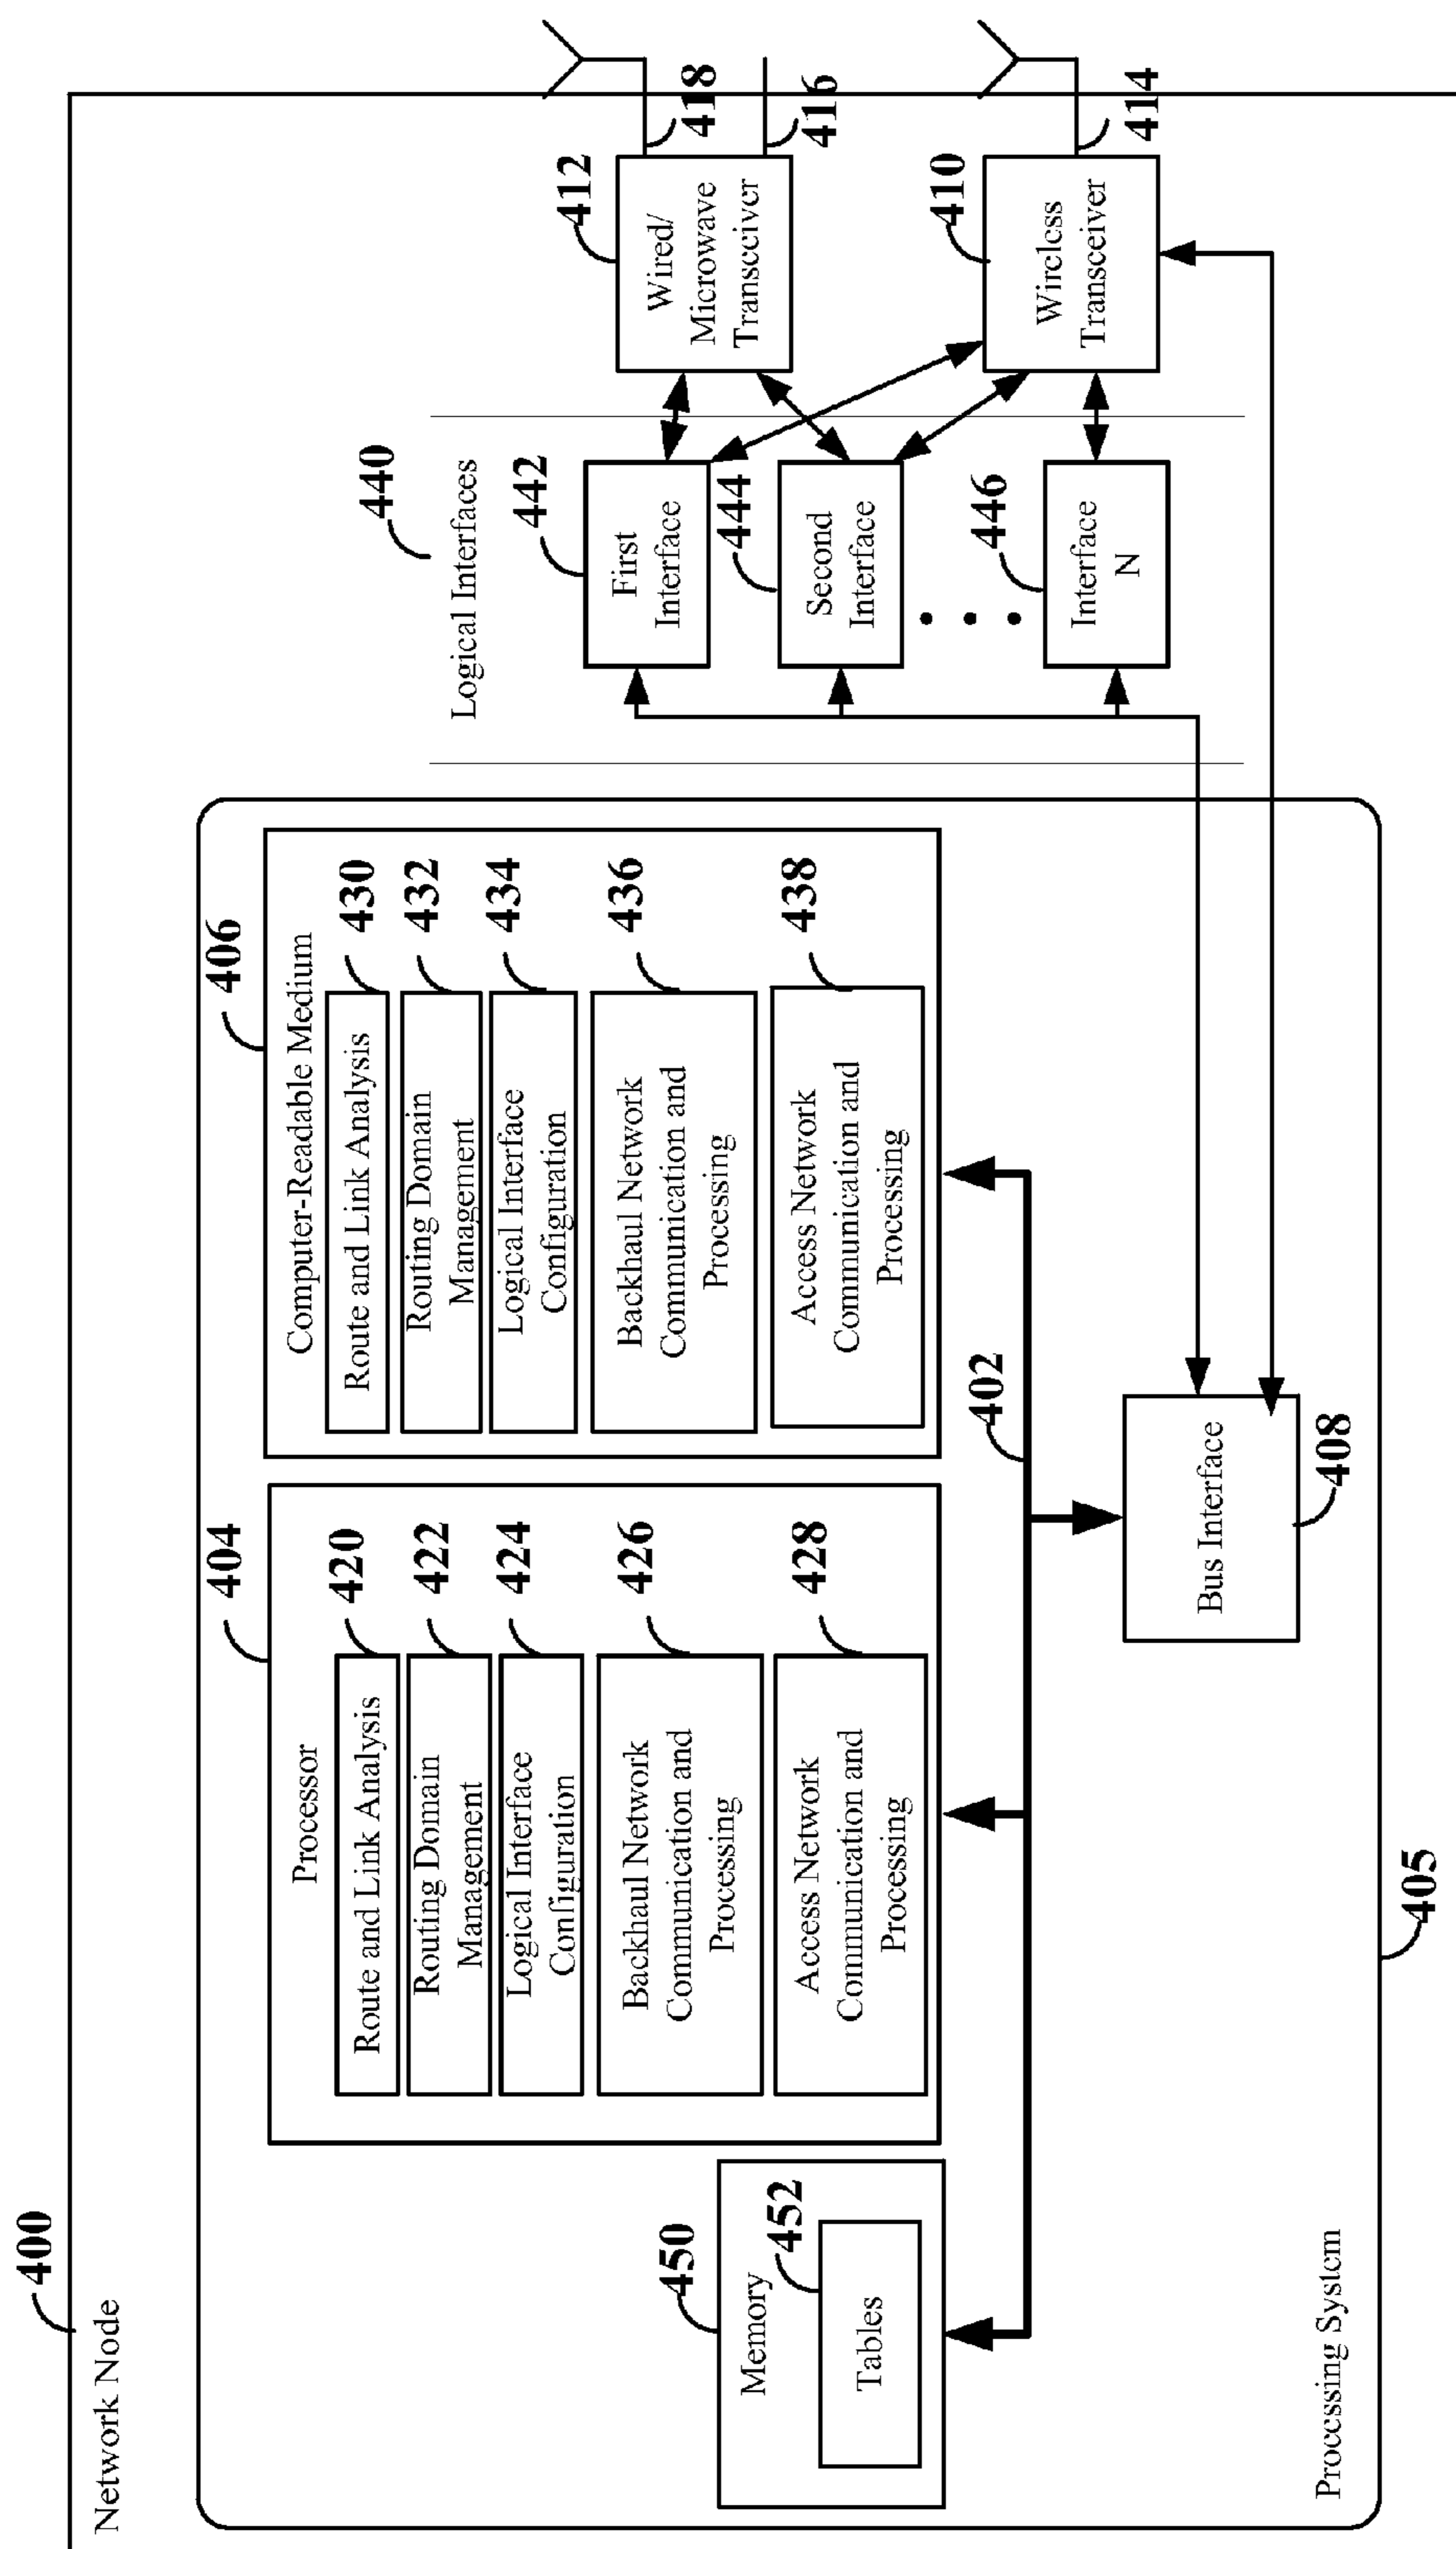 400
Network Node
404
Processor
420
Route and Link Analysis
422
Routing Domain
Management
424
Logical Interface
Configuration
426
Backhaul Network
Communication and
Processing
428
Access Network
Communication and
Processing
406
Computer-Readable Medium
430
Route and Link Analysis
432
Routing Domain
Management
434
Logical Interface
Configuration
436
Backhaul Network
Communication and
Processing
438
Access Network
Communication and
Processing
450
Memory
452
Tables
402
Bus Interface
408
Processing System
405
440
Logical Interfaces
442
First
Interface
444
Second
Interface
446
Interface
N
412
Wired/
Microwave
Transceiver
418
416
410
Wireless
Transceiver
414